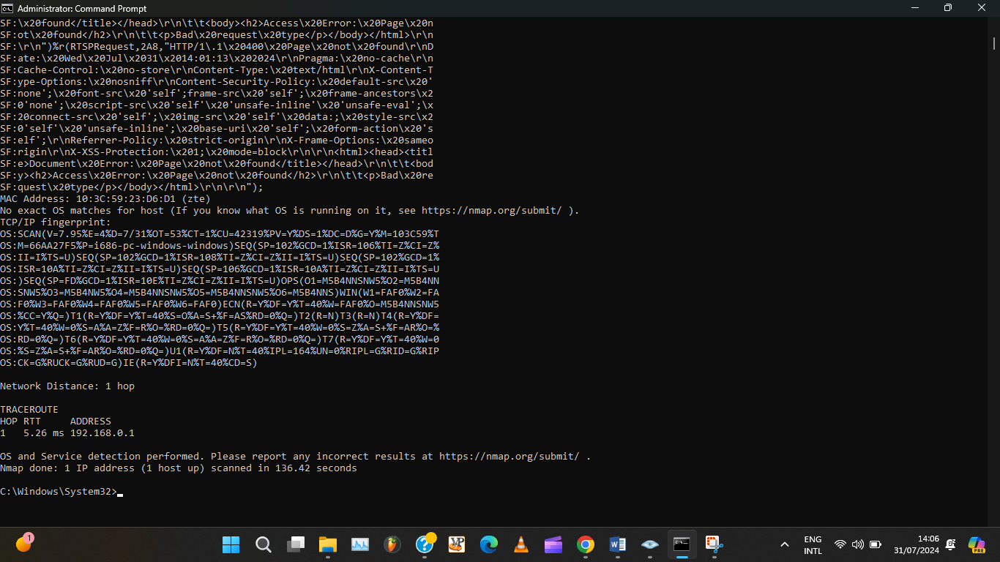 Administrator: Command Prompt
SF:\x20found</title></head>\r\n\t\t<body><h2>Access\x20Error:\x20Page\x20n
SF:ot\x20found</h2>\r\n\t\t<p>Bad\x20request\x20type</p></body></html>\r\n
SF:\r\n")%r(RTSPRequest,2A8,"HTTP/1\.1\x20400\x20Page\x20not\x20found\r\nD
SF:ate:\x20Wed\x20Jul\x2031\x2014:01:13\x202024\r\nPragma:\x20no-cache\r\n
SF:Cache-Control:\x20no-store\r\nContent-Type:\x20text/html\r\nX-Content-T
SF:ype-Options:\x20nosniff\r\nContent-Security-Policy:\x20default-src\x20'
SF:none';\x20font-src\x20'self';frame-src\x20'self';\x20frame-ancestors\x2
SF:0'none';\x20script-src\x20'self'\x20'unsafe-inline'\x20'unsafe-eval';\x
SF:20connect-src\x20'self';\x20img-src\x20'self'\x20data:;\x20style-src\x2
SF:0'self'\x20'unsafe-inline';\x20base-uri\x20'self';\x20form-action\x20's
SF:elf';\r\nReferrer-Policy:\x20strict-origin\r\nX-Frame-Options:\x20sameo
SF:rigin\r\nX-XSS-Protection:\x201;\x20mode=block\r\n\r\n<html><head><titl
SF:e>Document\x20Error:\x20Page\x20not\x20found</title></head>\r\n\t\t<bod
SF:y><h2>Access\x20Error:\x20Page\x20not\x20found</h2>\r\n\t\t<p>Bad\x20re
SF:quest\x20type</p></body></html>\r\n\r\n");
MAC Address: 10:3C:59:23:D6:D1 (zte)
No exact OS matches for host (If you know what OS is running on it, see https://nmap.org/submit/ ).
TCP/IP fingerprint:
OS:SCAN(V=7.95%E=4%D=7/31%OT=53%CT=1%CU=42319%PV=Y%DS=1%DC=D%G=Y%M=103C59%T
OS:M=66AA27F5%P=i686-pc-windows-windows)SEQ(SP=102%GCD=1%ISR=106%TI=Z%CI=Z%
OS:II=I%TS=U)SEQ(SP=102%GCD=1%ISR=108%TI=Z%CI=Z%II=I%TS=U)SEQ(SP=102%GCD=1%
OS:ISR=10A%TI=Z%CI=Z%II=I%TS=U)SEQ(SP=106%GCD=1%ISR=10A%TI=Z%CI=Z%II=I%TS=U
OS:)SEQ(SP=FD%GCD=1%ISR=10E%TI=Z%CI=Z%II=I%TS=U)OPS(O1=M5B4NNSNW5%O2=M5B4NN
OS:SNW5%O3=M5B4NW5%O4=M5B4NNSNW5%O5=M5B4NNSNW5%O6=M5B4NNS)WIN(W1=FAF0%W2=FA
OS:F0%W3=FAF0%W4=FAF0%W5=FAF0%W6=FAF0)ECN(R=Y%DF=Y%T=40%W=FAF0%O=M5B4NNSNW5
OS:%CC=Y%Q=)T1(R=Y%DF=Y%T=40%S=O%A=S+%F=AS%RD=0%Q=)T2(R=N)T3(R=N)T4(R=Y%DF=
OS:Y%T=40%W=0%S=A%A=Z%F=R%O=%RD=0%Q=)T5(R=Y%DF=Y%T=40%W=0%S=Z%A=S+%F=AR%O=%
OS:RD=0%Q=)T6(R=Y%DF=Y%T=40%W=0%S=A%A=Z%F=R%O=%RD=0%Q=)T7(R=Y%DF=Y%T=40%W=0
OS:%S=Z%A=S+%F=AR%O=%RD=0%Q=)U1(R=Y%DF=N%T=40%IPL=164%UN=0%RIPL=G%RID=G%RIP
OS:CK=G%RUCK=G%RUD=G)IE(R=Y%DFI=N%T=40%CD=S)
Network Distance: 1 hop
TRACEROUTE
HOP RTT     ADDRESS
1   5.26 ms 192.168.0.1
OS and Service detection performed. Please report any incorrect results at https://nmap.org/submit/ .
Nmap done: 1 IP address (1 host up) scanned in 136.42 seconds
C:\Windows\System32>
1
ENG
INTL
14:06
31/07/2024
PRE